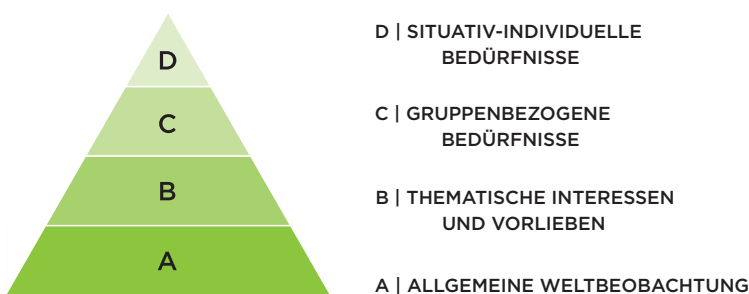 D
C
B
A
D | SITUATIV-INDIVIDUELLE
BEDÜRFNISSE
C | GRUPPENBEZOGENE
BEDÜRFNISSE
B | THEMATISCHE INTERESSEN
UND VORLIEBEN
A | ALLGEMEINE WELTBEOBACHTUNG